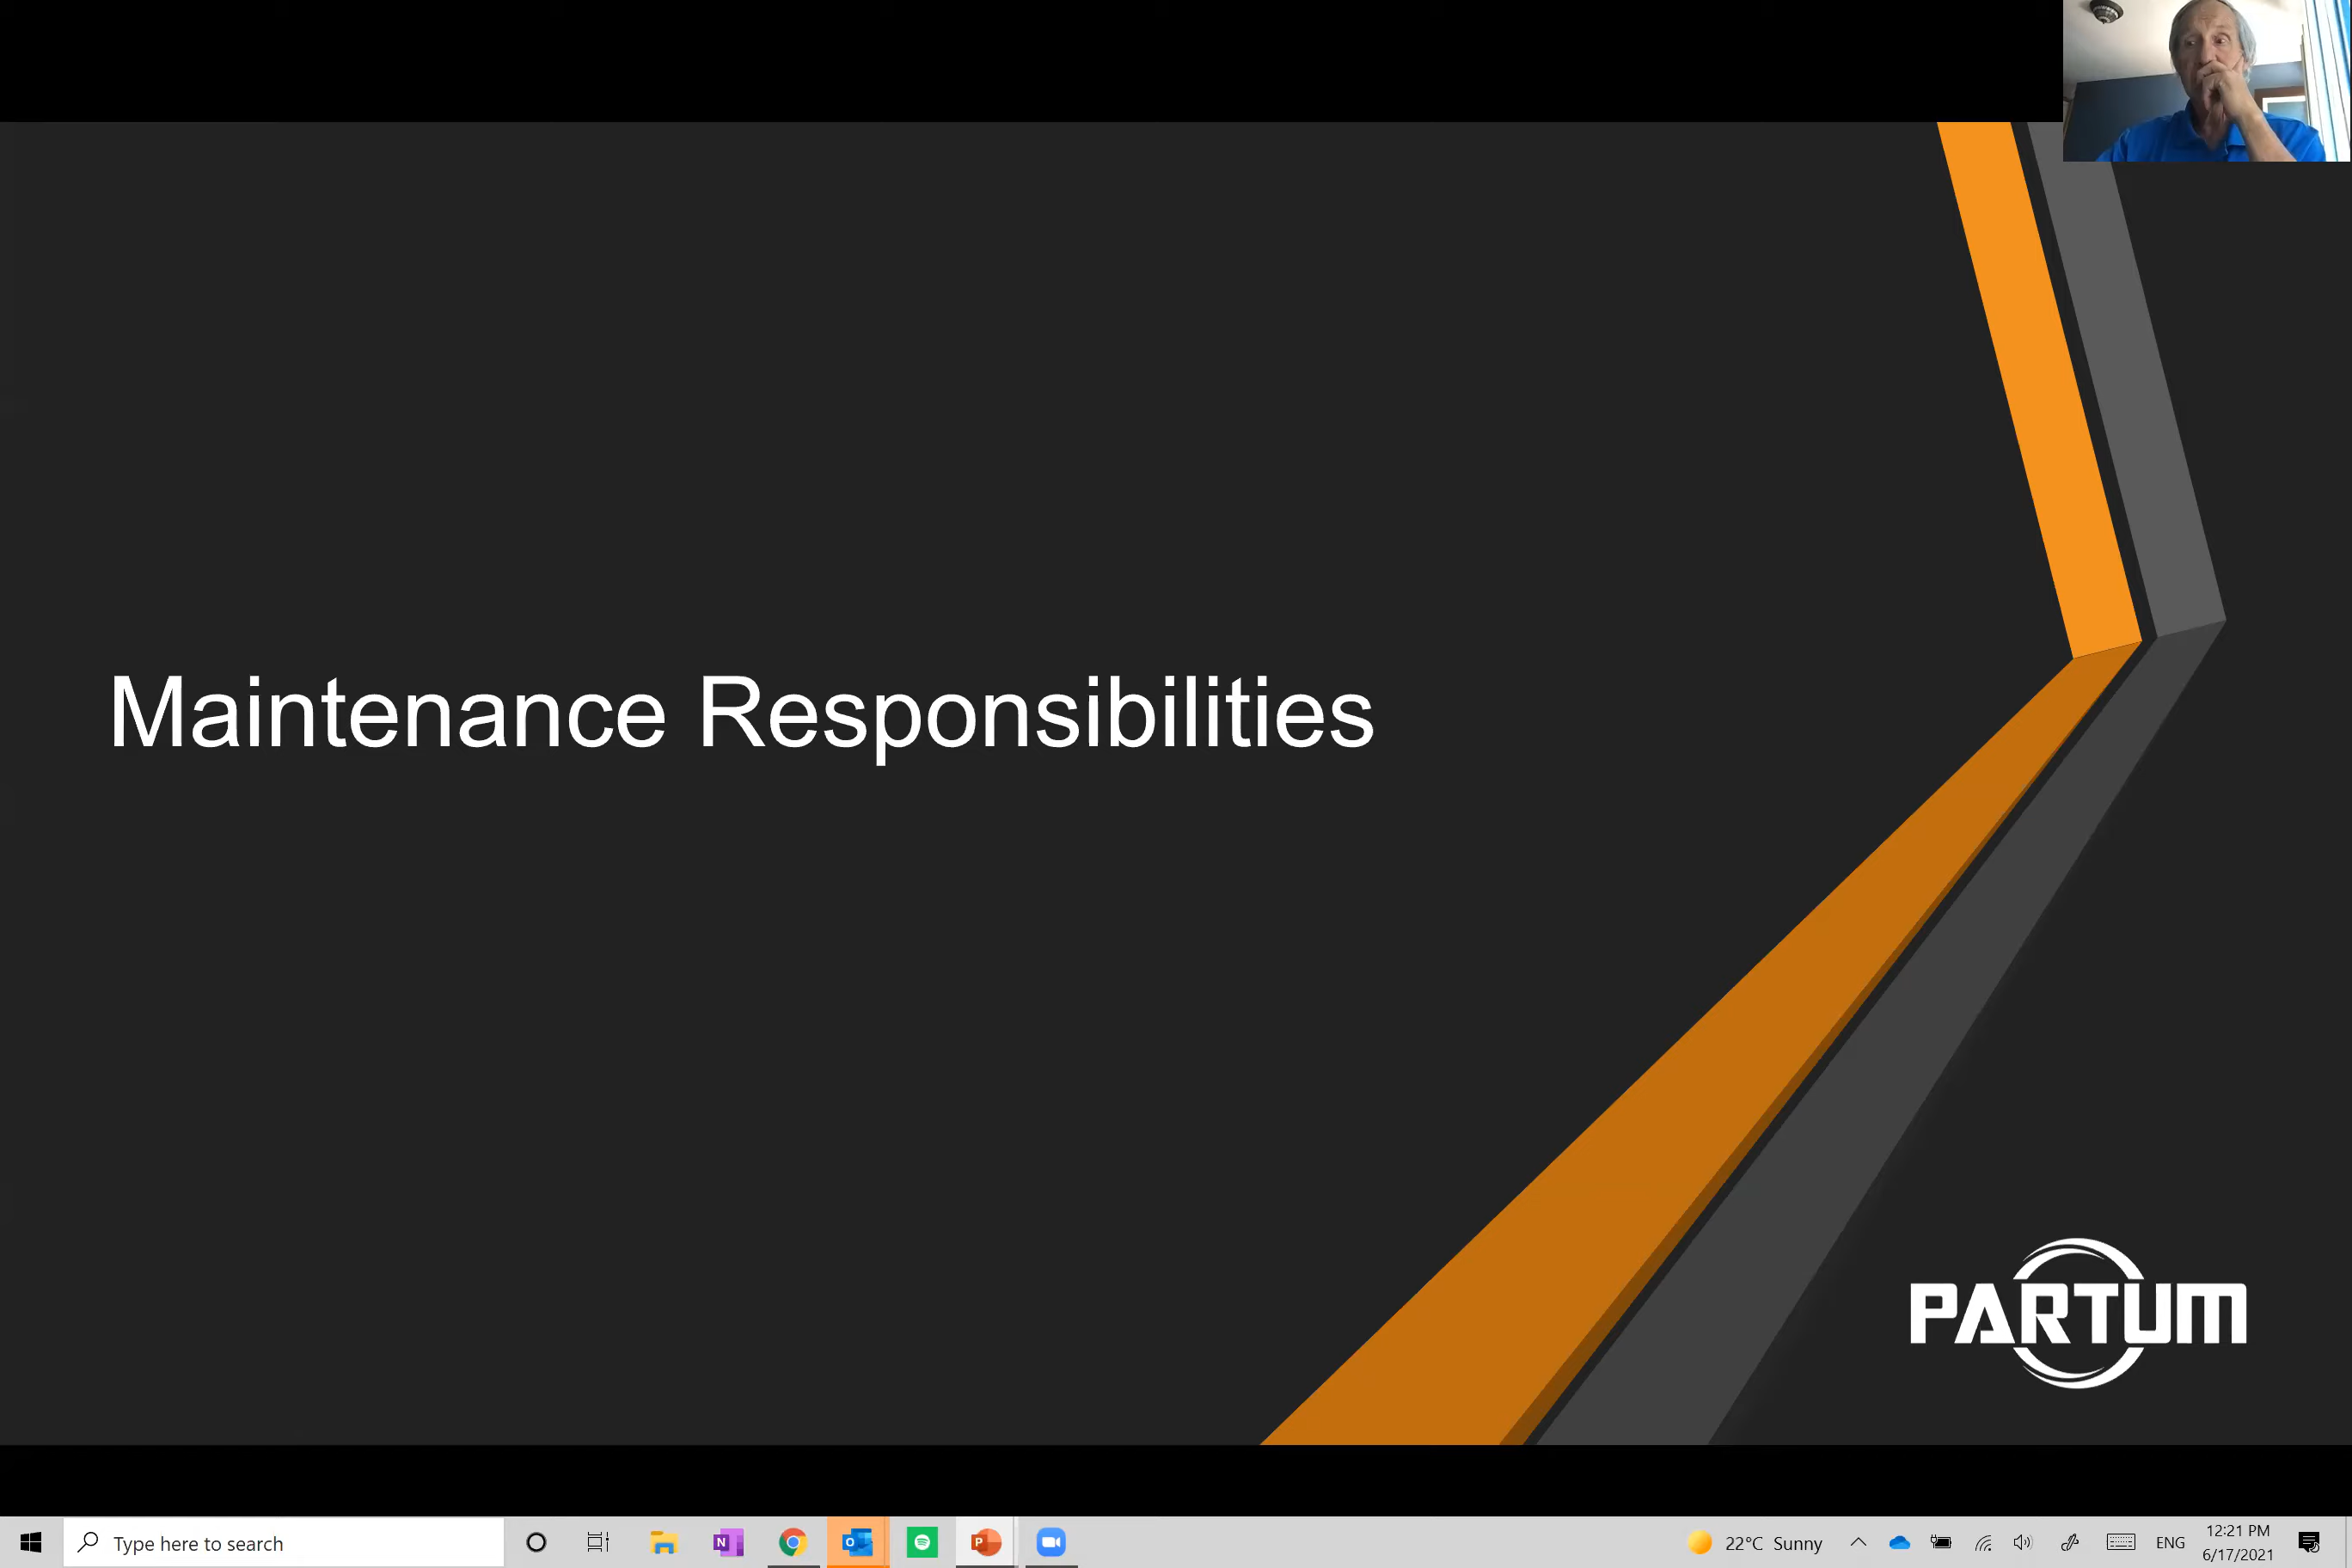 Maintenance Responsibilities
PARTUM
Type here to search
N
O
P
22°C Sunny
ENG
12:21 PM
6/17/2021